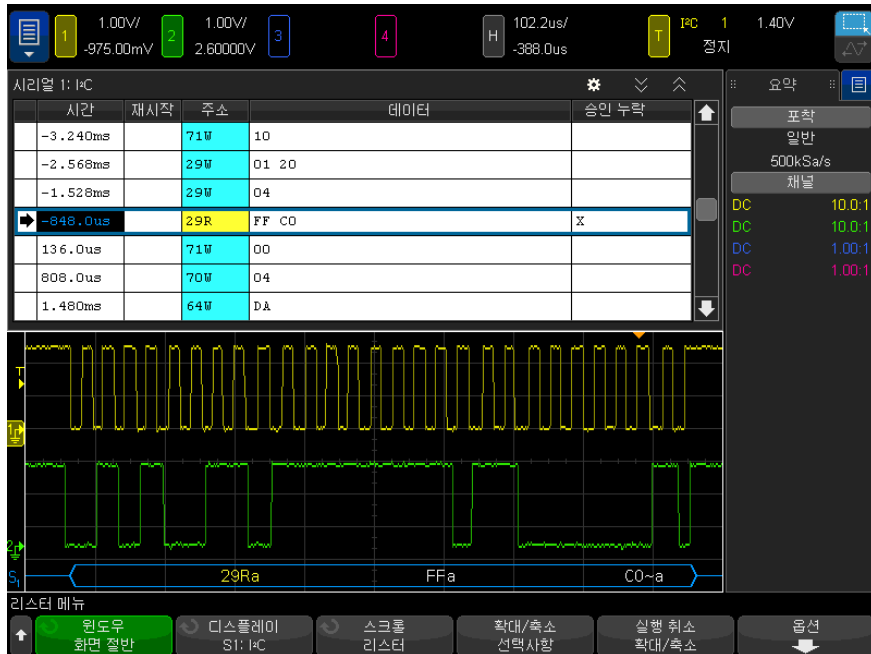 1 1.00V/ -975.00mV 2 1.00V/ 2.60000V 3 4 H 102.2us/ -388.0us T I²C 1 1.40V 정지
시리얼 1: I²C
시간 재시작 주소 데이터 승인 누락
-3.240ms 71W 10
-2.568ms 29W 01 20
-1.528ms 29W 04
-848.0us 29R FF C0 X
136.0us 71W 00
808.0us 70W 04
1.480ms 64W DA
요약
포착
일반
500kSa/s
채널
DC 10.0:1
DC 10.0:1
DC 1.00:1
DC 1.00:1
T
1
2
S1 29Ra FFa C0~a
리스터 메뉴
윈도우
화면 절반
디스플레이
S1: I²C
스크롤
리스터
확대/축소
선택사항
실행 취소
확대/축소
옵션